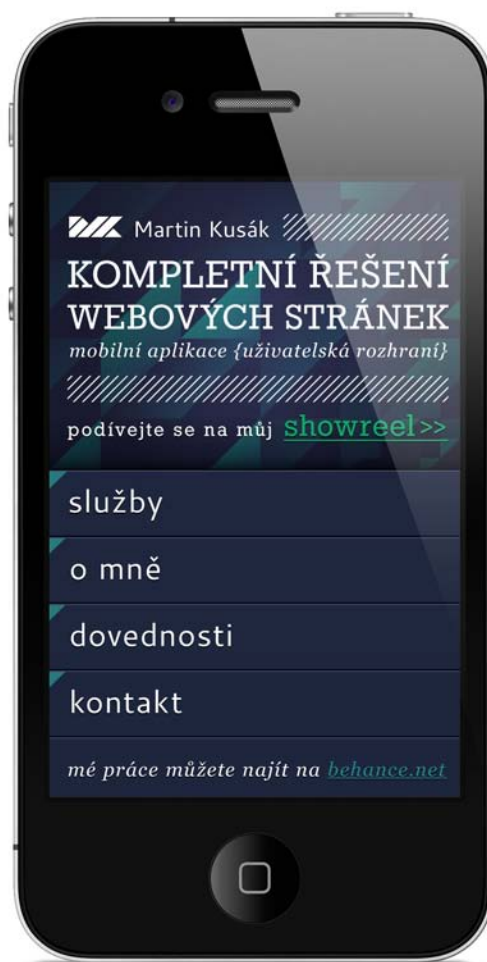 Martin Kusák
KOMPLETNÍ ŘEŠENÍ
WEBOVÝCH STRÁNEK
mobilní aplikace {uživatelská rozhraní}
podívejte se na můj showreel >>
služby
o mně
dovednosti
kontakt
mé práce můžete najít na behance.net